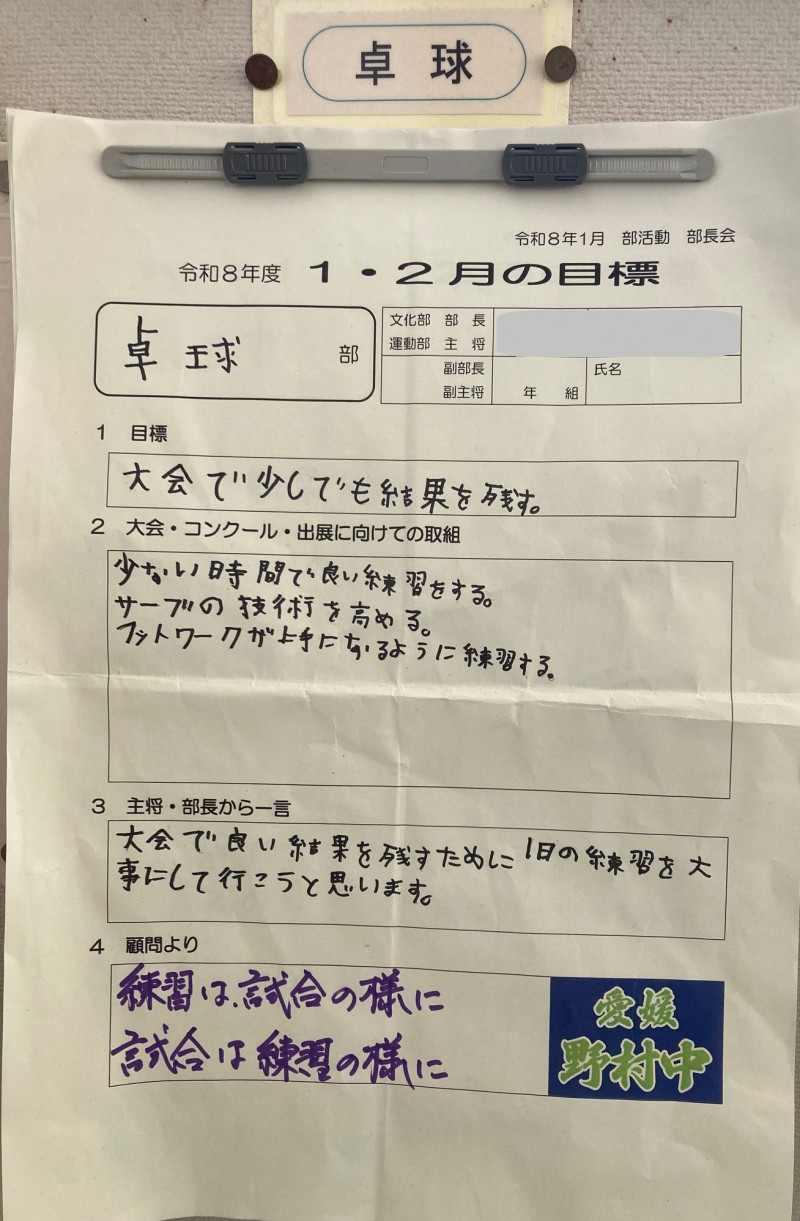 卓 球
令和8年1月 部活動 部長会
令和8年度 1・2月の目標
卓球 部
文化部 部 長
運動部 主 将
副部長
副主将
年 組
氏名
1 目標
大会で少しでも結果を残す。
2 大会・コンクール・出展に向けての取組
少ない時間で良い練習をする。
サーブの技術を高める。
フットワークが上手になるように練習する。
3 主将・部長から一言
大会で良い結果を残すために1日の練習を大
事にして行こうと思います。
4 顧問より
練習は、試合の様に
試合は練習の様に
愛媛
野村中